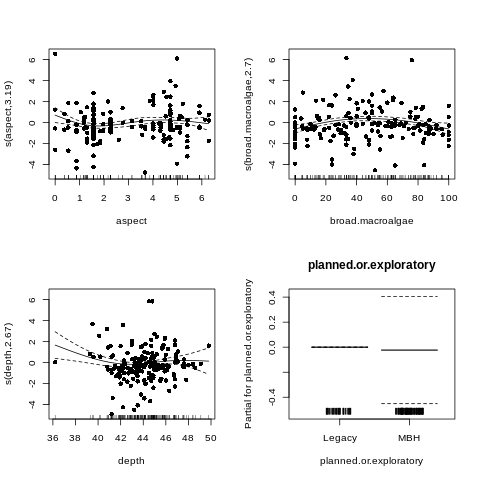 s(aspect,3.19)
6
4
2
0
-2
-4
0 1 2 3 4 5 6
aspect
s(broad.macroalgae,2.7)
6
4
2
0
-2
-4
0 20 40 60 80 100
broad.macroalgae
s(depth,2.67)
6
4
2
0
-2
-4
36 38 40 42 44 46 48 50
depth
planned.or.exploratory
Partial for planned.or.exploratory
0.4
0.2
0.0
-0.4
Legacy MBH
planned.or.exploratory